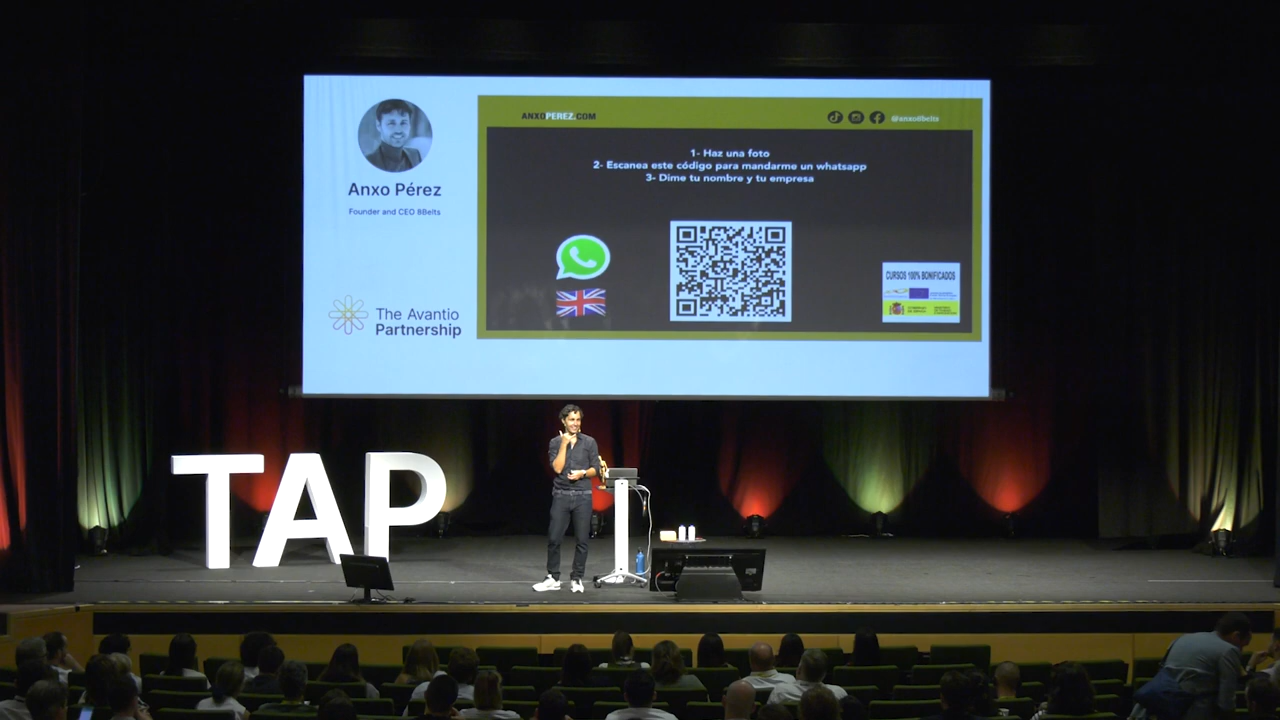 Anxo Pérez
Founder and CEO 8Belts
The Avantio
Partnership
ANXOPEREZ.COM
@anxo8belts
1- Haz una foto
2- Escanea este código para mandarme un whatsapp
3- Dime tu nombre y tu empresa
CURSOS 100% BONIFICADOS
TAP